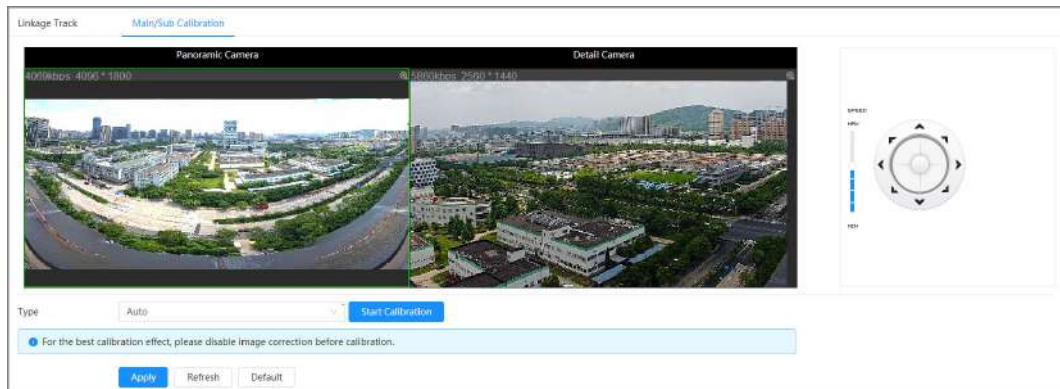 Linkage Track Main/Sub Calibration
Panoramic Camera Detail Camera
4069kbps 4096*1800 5860kbps 2560*1440
SPEED
Type Auto Start Calibration
For the best calibration effect, please disable image correction before calibration.
Apply Refresh Default